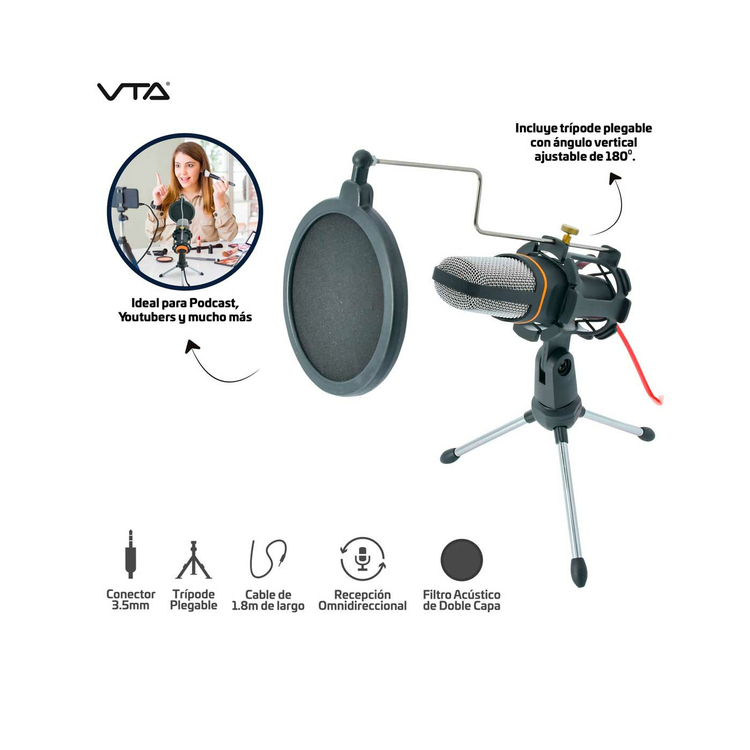 VTA®
Incluye trípode plegable
con ángulo vertical
ajustable de 180°.
Ideal para Podcast,
Youtubers y mucho más
Conector
3.5mm
Trípode
Plegable
Cable de
1.8m de largo
Recepción
Omnidireccional
Filtro Acústico
de Doble Capa